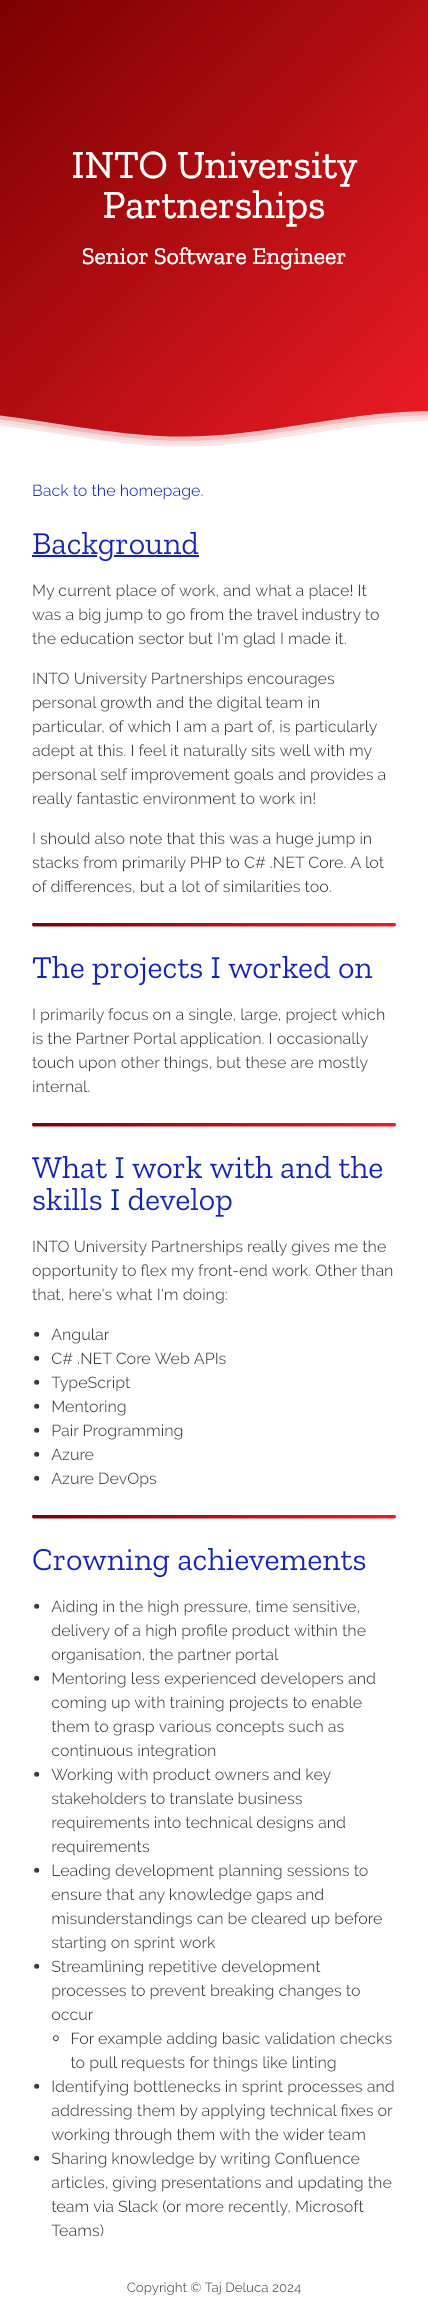 INTO University
Partnerships
Senior Software Engineer
Back to the homepage.
Background
My current place of work, and what a place! It
was a big jump to go from the travel industry to
the education sector but I'm glad I made it.
INTO University Partnerships encourages
personal growth and the digital team in
particular, of which I am a part of, is particularly
adept at this. I feel it naturally sits well with my
personal self improvement goals and provides a
really fantastic environment to work in!
I should also note that this was a huge jump in
stacks from primarily PHP to C# .NET Core. A lot
of differences, but a lot of similarities too.
The projects I worked on
I primarily focus on a single, large, project which
is the Partner Portal application. I occasionally
touch upon other things, but these are mostly
internal.
What I work with and the
skills I develop
INTO University Partnerships really gives me the
opportunity to flex my front-end work. Other than
that, here's what I'm doing:
• Angular
• C# .NET Core Web APIs
• TypeScript
• Mentoring
• Pair Programming
• Azure
• Azure DevOps
Crowning achievements
• Aiding in the high pressure, time sensitive,
delivery of a high profile product within the
organisation, the partner portal
• Mentoring less experienced developers and
coming up with training projects to enable
them to grasp various concepts such as
continuous integration
• Working with product owners and key
stakeholders to translate business
requirements into technical designs and
requirements
• Leading development planning sessions to
ensure that any knowledge gaps and
misunderstandings can be cleared up before
starting on sprint work
• Streamlining repetitive development
processes to prevent breaking changes to
occur
◦ For example adding basic validation checks
to pull requests for things like linting
• Identifying bottlenecks in sprint processes and
addressing them by applying technical fixes or
working through them with the wider team
• Sharing knowledge by writing Confluence
articles, giving presentations and updating the
team via Slack (or more recently, Microsoft
Teams)
Copyright © Taj Deluca 2024